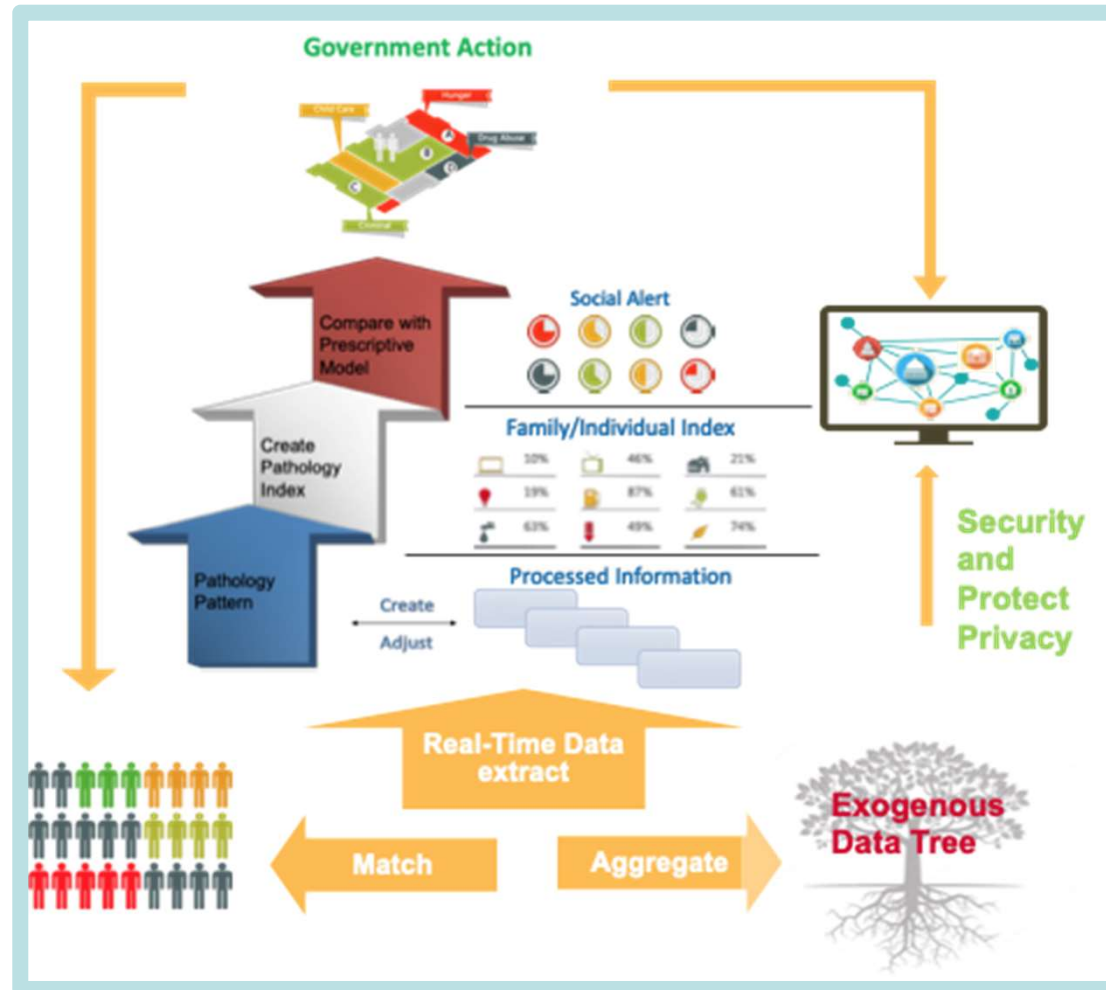 Government Action
Hunger
Child Care
Drug Abuse
A
B
D
C
Criminal
Compare with
Prescriptive
Model
Social Alert
Create
Pathology
Index
Family/Individual Index
10%
46%
21%
19%
87%
61%
63%
49%
74%
Security
and
Protect
Privacy
Pathology
Pattern
Processed Information
Create
Adjust
Real-Time Data
extract
Match
Aggregate
Exogenous
Data Tree